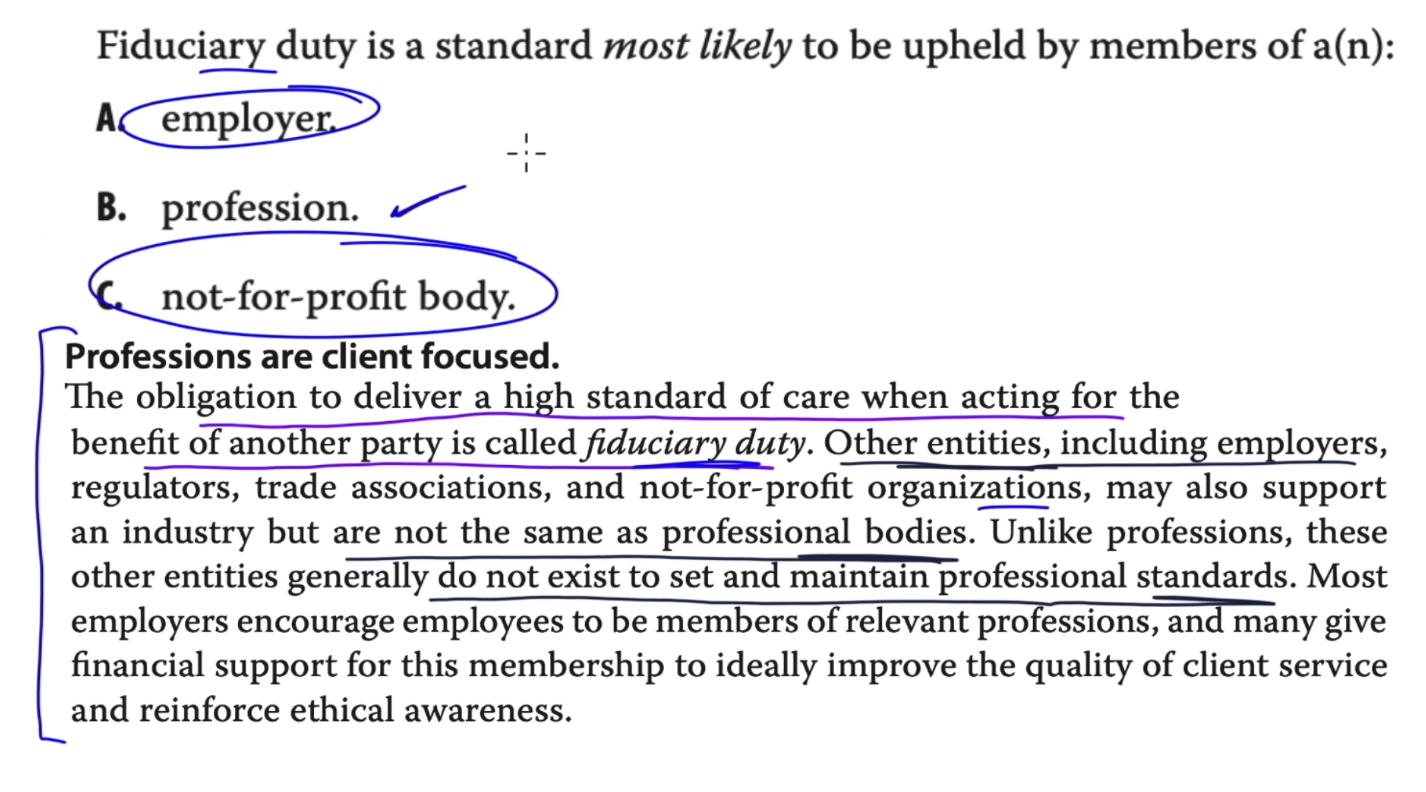 Fiduciary duty is a standard most likely to be upheld by members of a(n):
A. employer.
B. profession.
C. not-for-profit body.
Professions are client focused.
The obligation to deliver a high standard of care when acting for the
benefit of another party is called fiduciary duty. Other entities, including employers,
regulators, trade associations, and not-for-profit organizations, may also support
an industry but are not the same as professional bodies. Unlike professions, these
other entities generally do not exist to set and maintain professional standards. Most
employers encourage employees to be members of relevant professions, and many give
financial support for this membership to ideally improve the quality of client service
and reinforce ethical awareness.